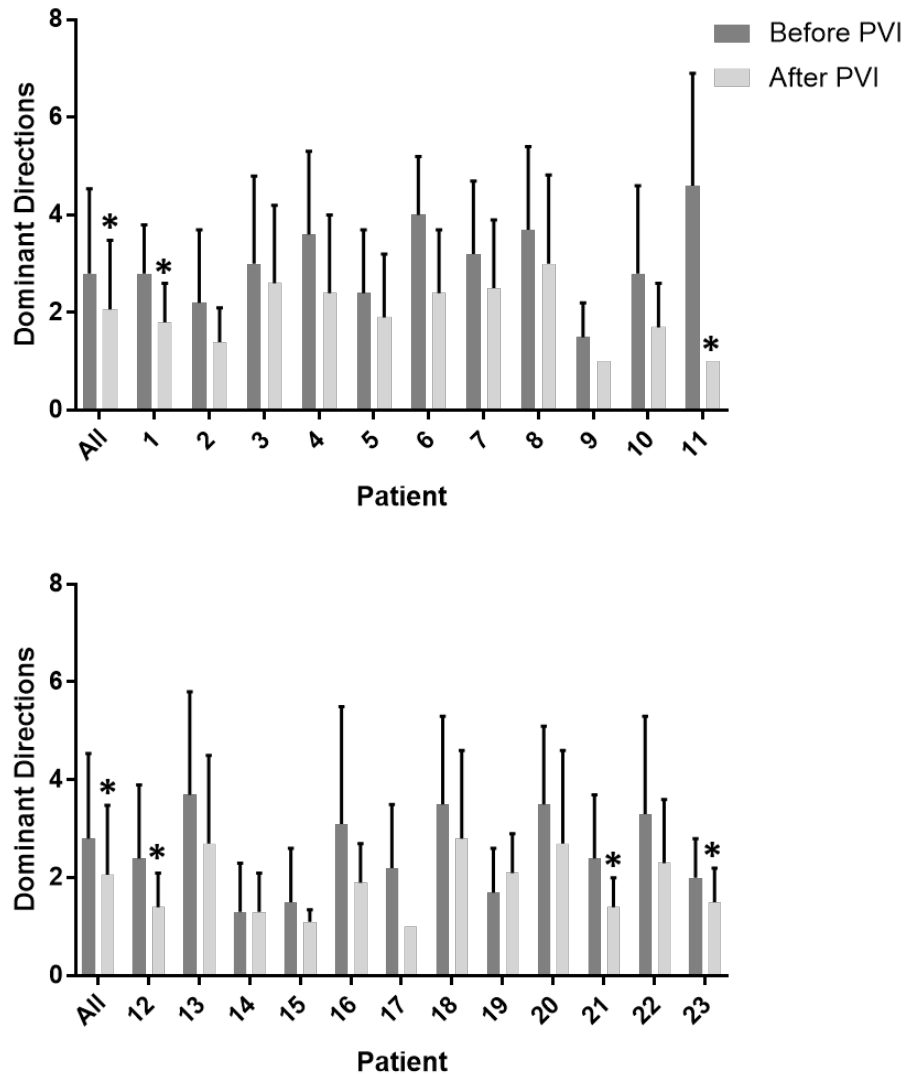 8
6
4
2
0
Dominant Directions
Before PVI
After PVI
*
*
*
All 1 2 3 4 5 6 7 8 9 10 11
Patient
8
6
4
2
0
Dominant Directions
*
*
*
*
All 12 13 14 15 16 17 18 19 20 21 22 23
Patient